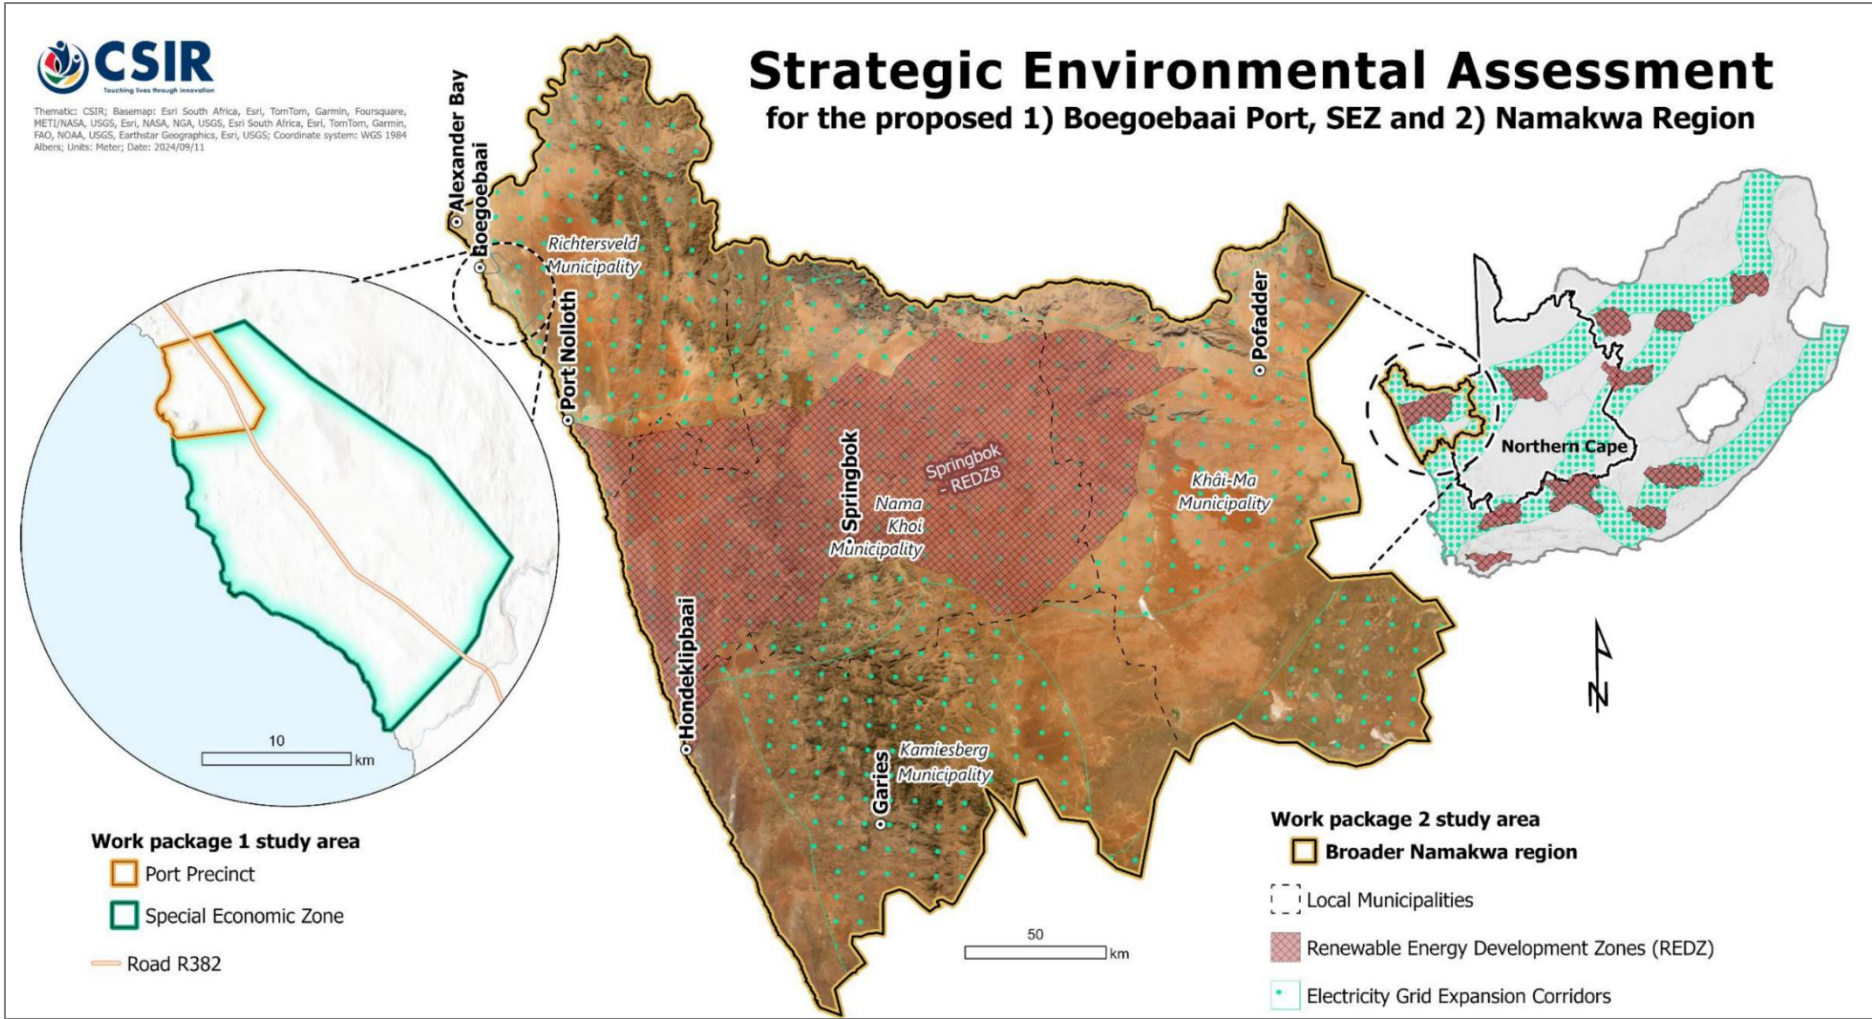 CSIR
Touching lives through innovation
Thematic: CSIR; Basemap: Esri South Africa, Esri, TomTom, Garmin, Foursquare,
METI/NASA, USGS, Esri, NASA, NGA, USGS, Esri South Africa, Esri, TomTom, Garmin,
FAO, NOAA, USGS, Earthstar Geographics, Esri, USGS; Coordinate system: WGS 1984
Albers; Units: Meter; Date: 2024/09/11
Strategic Environmental Assessment
for the proposed 1) Boegoebaai Port, SEZ and 2) Namakwa Region
Alexander Bay
Boegoebaai
Richtersveld
Municipality
Port Nolloth
Pofadder
Springbok
- REDZ8
Springbok
Nama
Khoi
Municipality
Khâi-Ma
Municipality
Northern Cape
Hondeklipbaai
Garies
Kamiesberg
Municipality
N
10
km
50
km
Work package 1 study area
Port Precinct
Special Economic Zone
Road R382
Work package 2 study area
Broader Namakwa region
Local Municipalities
Renewable Energy Development Zones (REDZ)
Electricity Grid Expansion Corridors